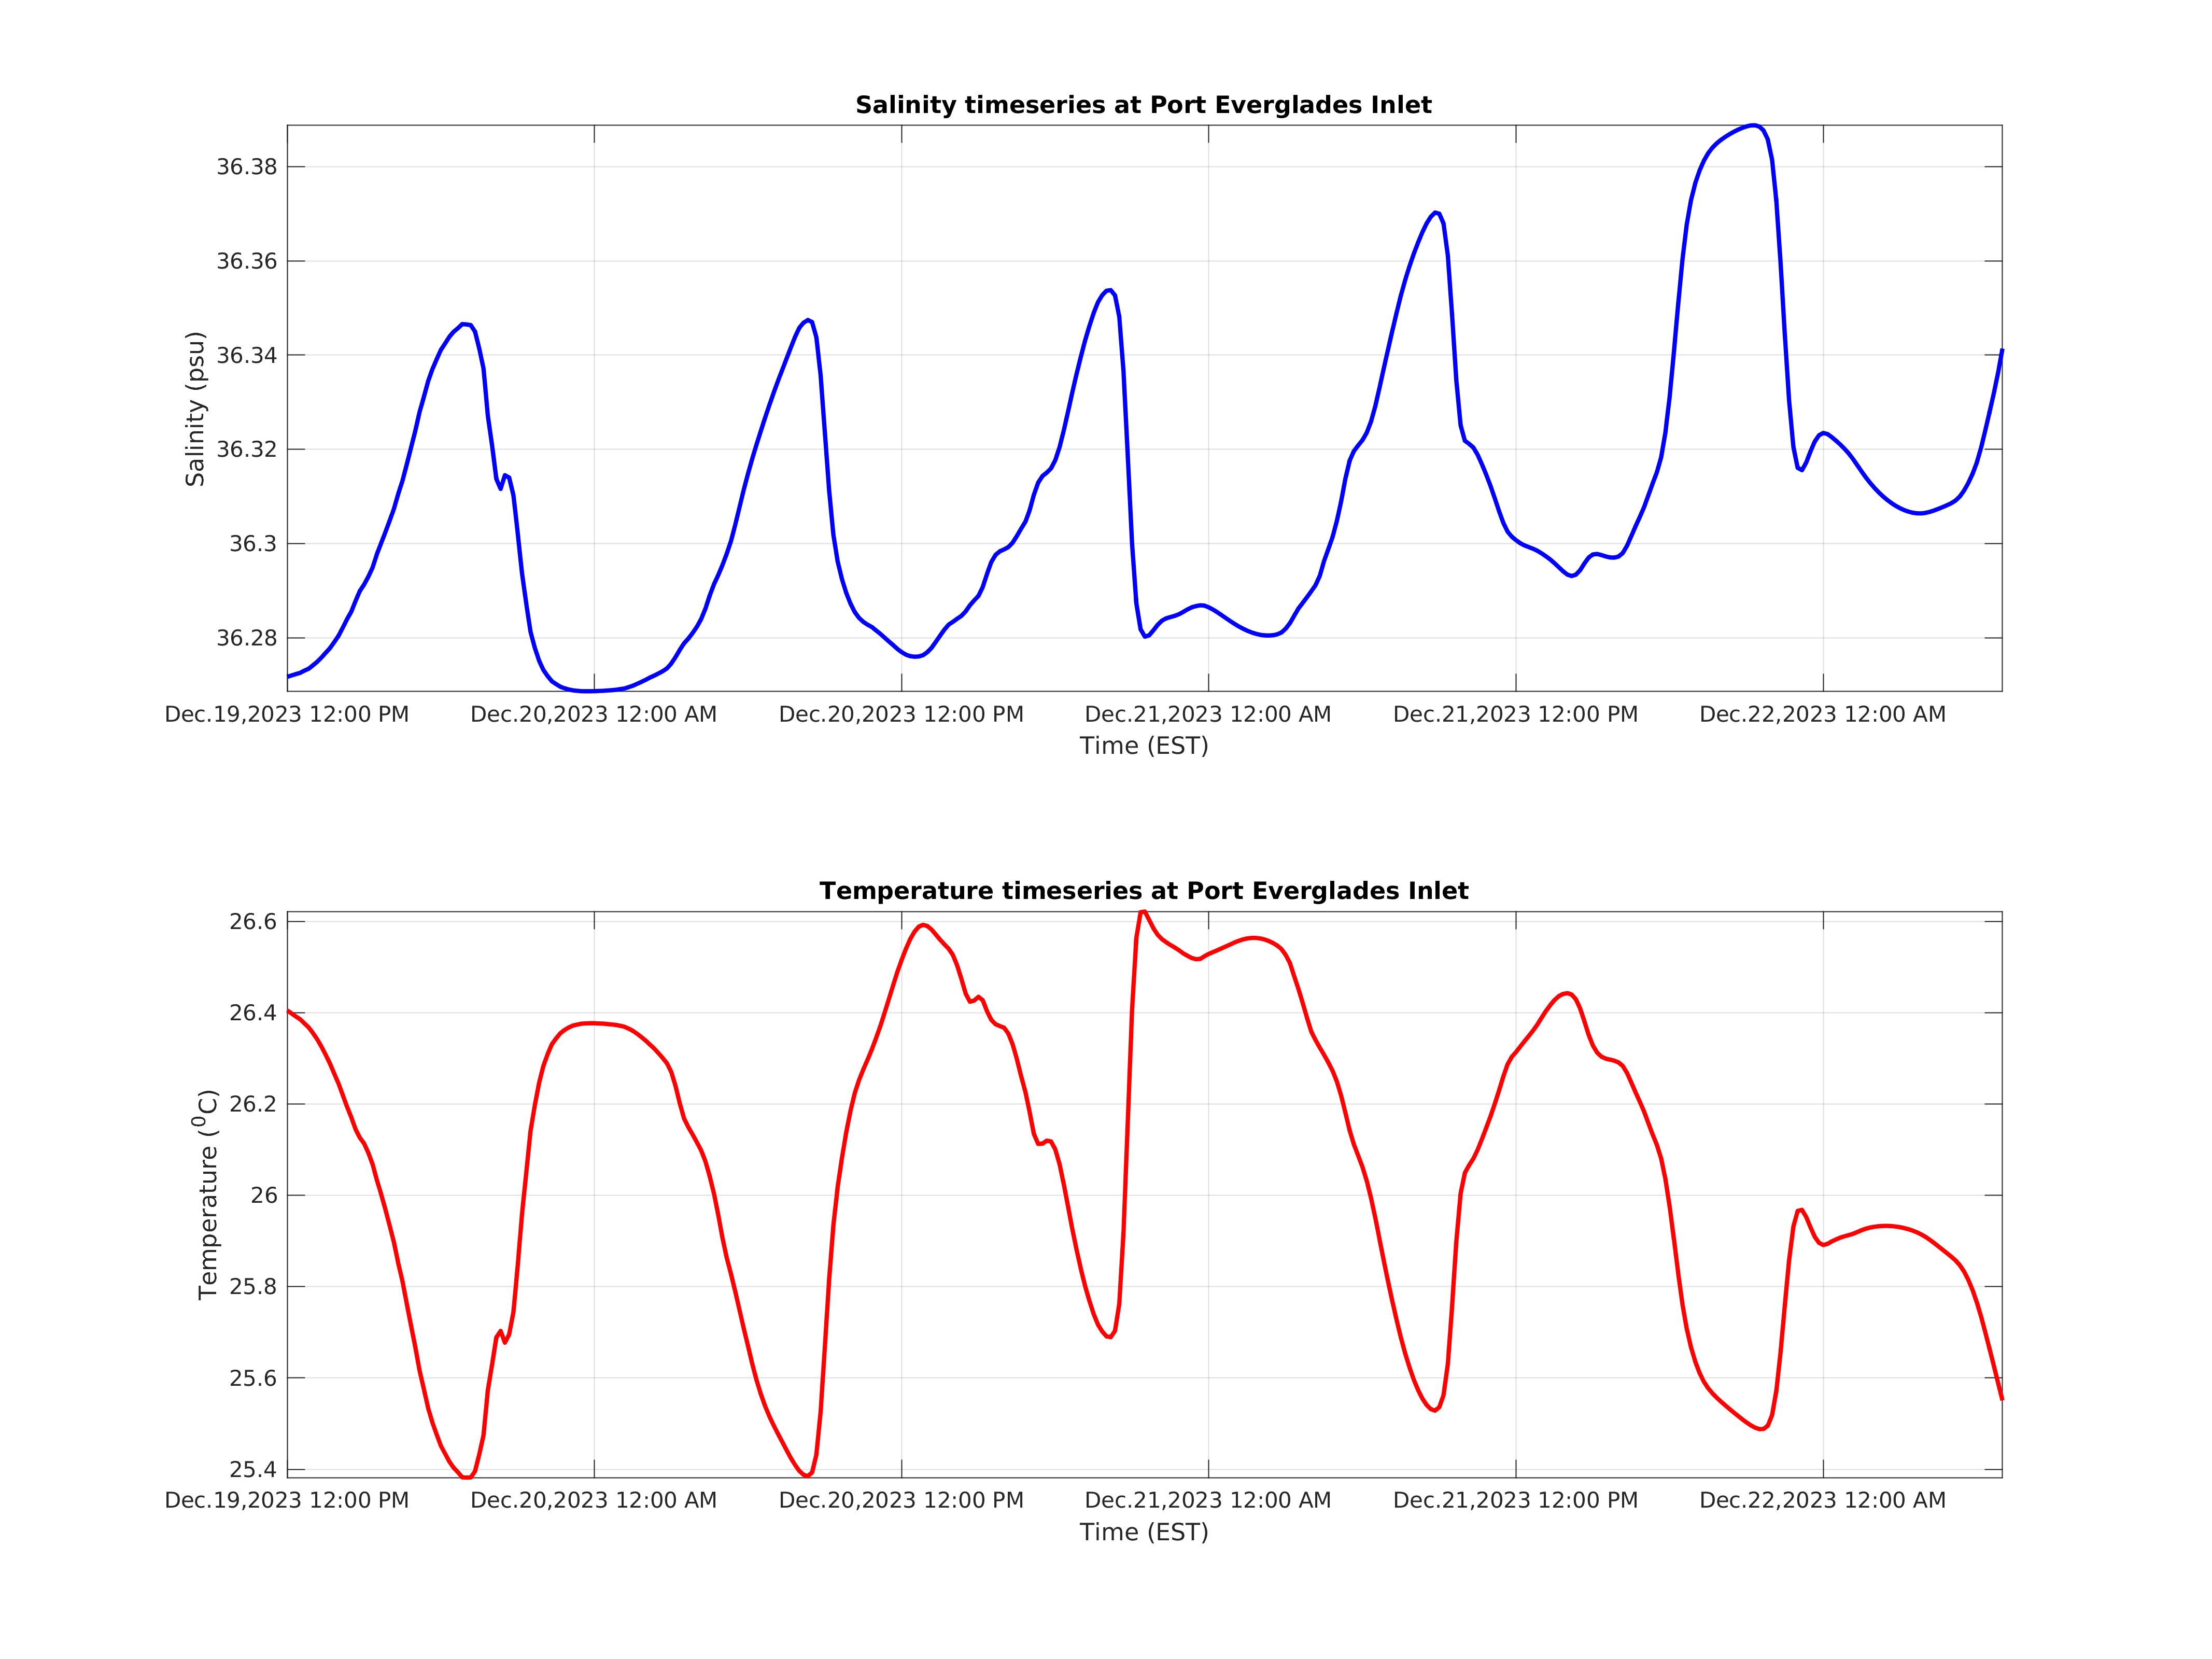 Salinity timeseries at Port Everglades Inlet
36.38
36.36
36.34
36.32
36.3
36.28
Salinity (psu)
Dec.19,2023 12:00 PM Dec.20,2023 12:00 AM Dec.20,2023 12:00 PM Dec.21,2023 12:00 AM Dec.21,2023 12:00 PM Dec.22,2023 12:00 AM
Time (EST)
Temperature timeseries at Port Everglades Inlet
26.6
26.4
26.2
26
25.8
25.6
25.4
Temperature (⁰C)
Dec.19,2023 12:00 PM Dec.20,2023 12:00 AM Dec.20,2023 12:00 PM Dec.21,2023 12:00 AM Dec.21,2023 12:00 PM Dec.22,2023 12:00 AM
Time (EST)